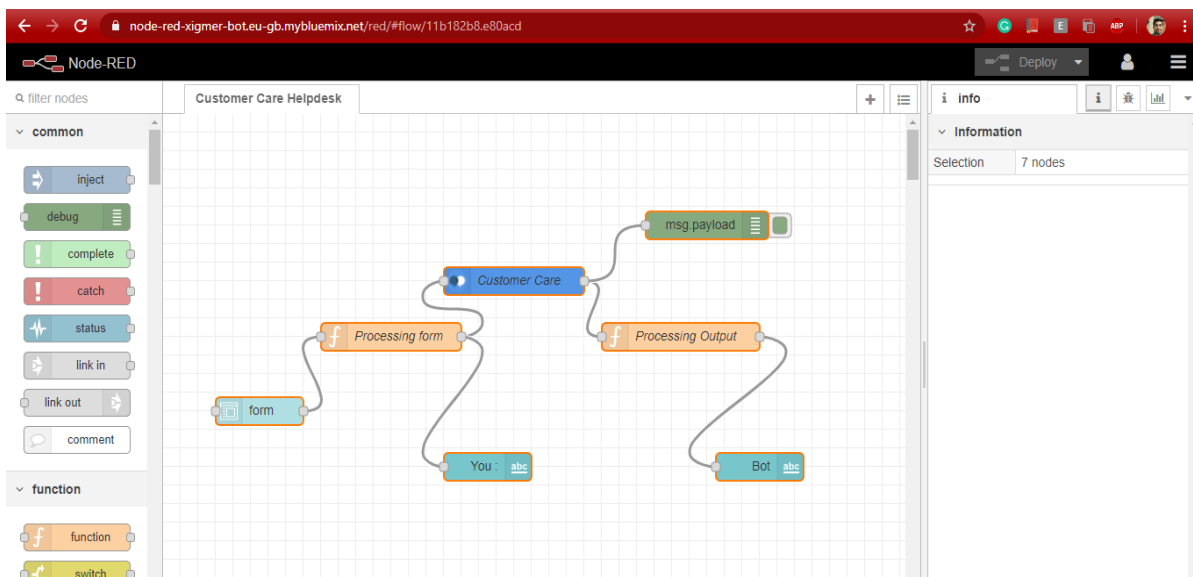 node-red-xigmer-bot.eu-gb.mybluemix.net/red/#flow/11b182b8.e80acd
E
ABP
Node-RED
Deploy
filter nodes
Customer Care Helpdesk
+
i info
i
common
Information
Selection 7 nodes
inject
debug
msg.payload
complete
Customer Care
catch
status
f Processing form
f Processing Output
link in
link out
form
comment
You : abc
Bot abc
function
f function
switch